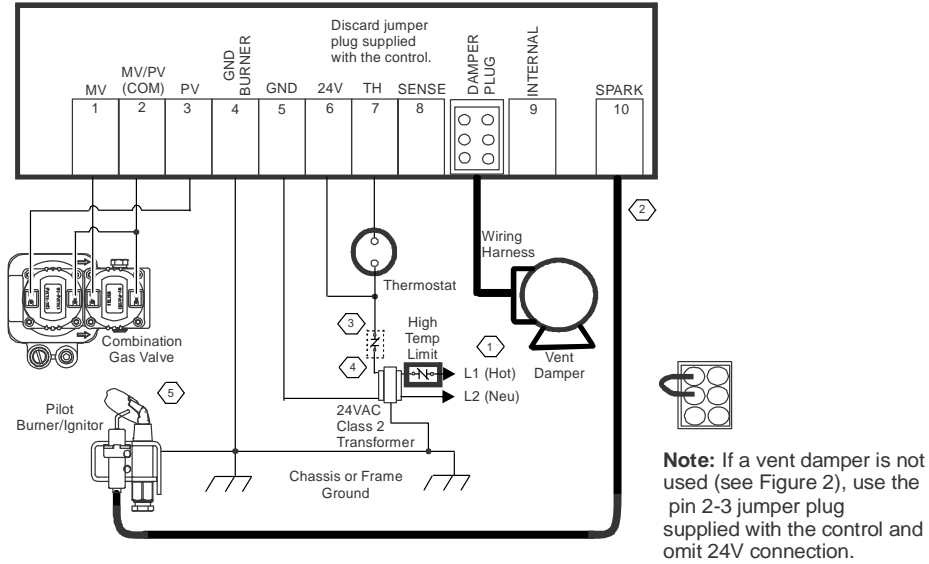 Discard jumper
plug supplied
with the control.
MV
MV/PV
(COM)
PV
GND
BURNER
GND
24V
TH
SENSE
DAMPER
PLUG
INTERNAL
SPARK
1
2
3
4
5
6
7
8
9
10
2
Wiring
Harness
Thermostat
Combination
Gas Valve
3
4
High
Temp
Limit
1
L1 (Hot)
L2 (Neu)
Vent
Damper
5
Pilot
Burner/Ignitor
24VAC
Class 2
Transformer
Chassis or Frame
Ground
Note: If a vent damper is not
used (see Figure 2), use the
pin 2-3 jumper plug
supplied with the control and
omit 24V connection.